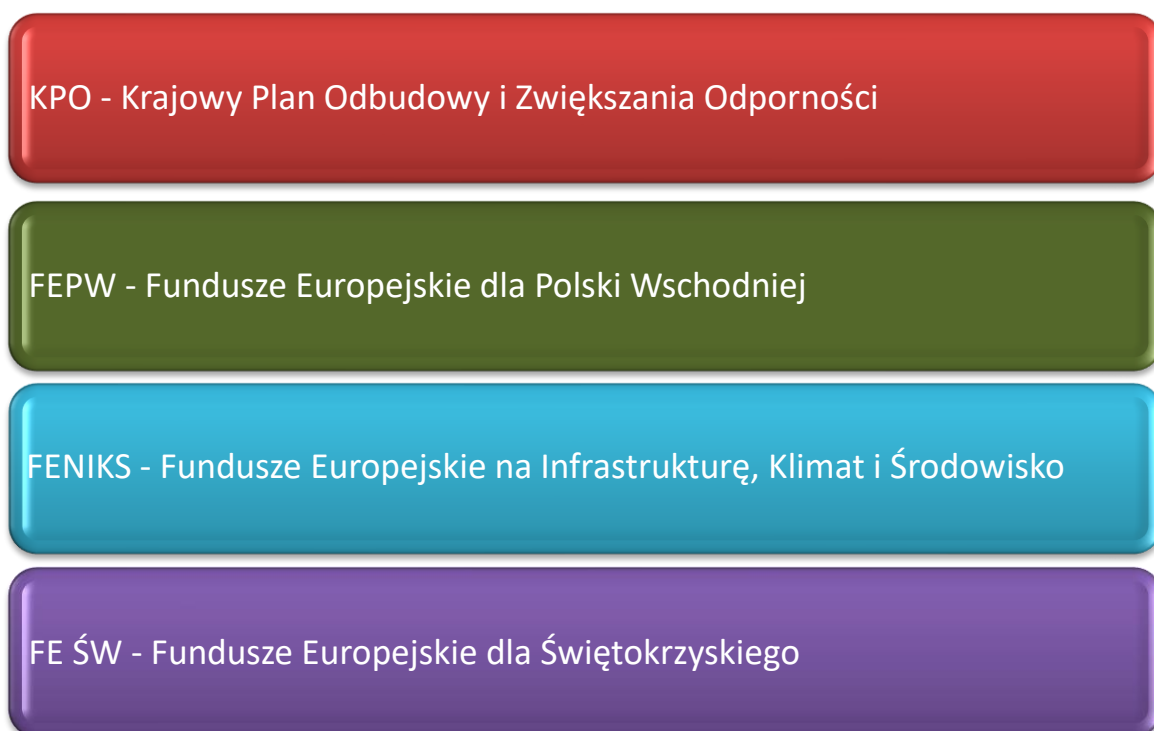 KPO - Krajowy Plan Odbudowy i Zwiększania Odporności
FEPW - Fundusze Europejskie dla Polski Wschodniej
FENIKS - Fundusze Europejskie na Infrastrukturę, Klimat i Środowisko
FE ŚW - Fundusze Europejskie dla Świętokrzyskiego